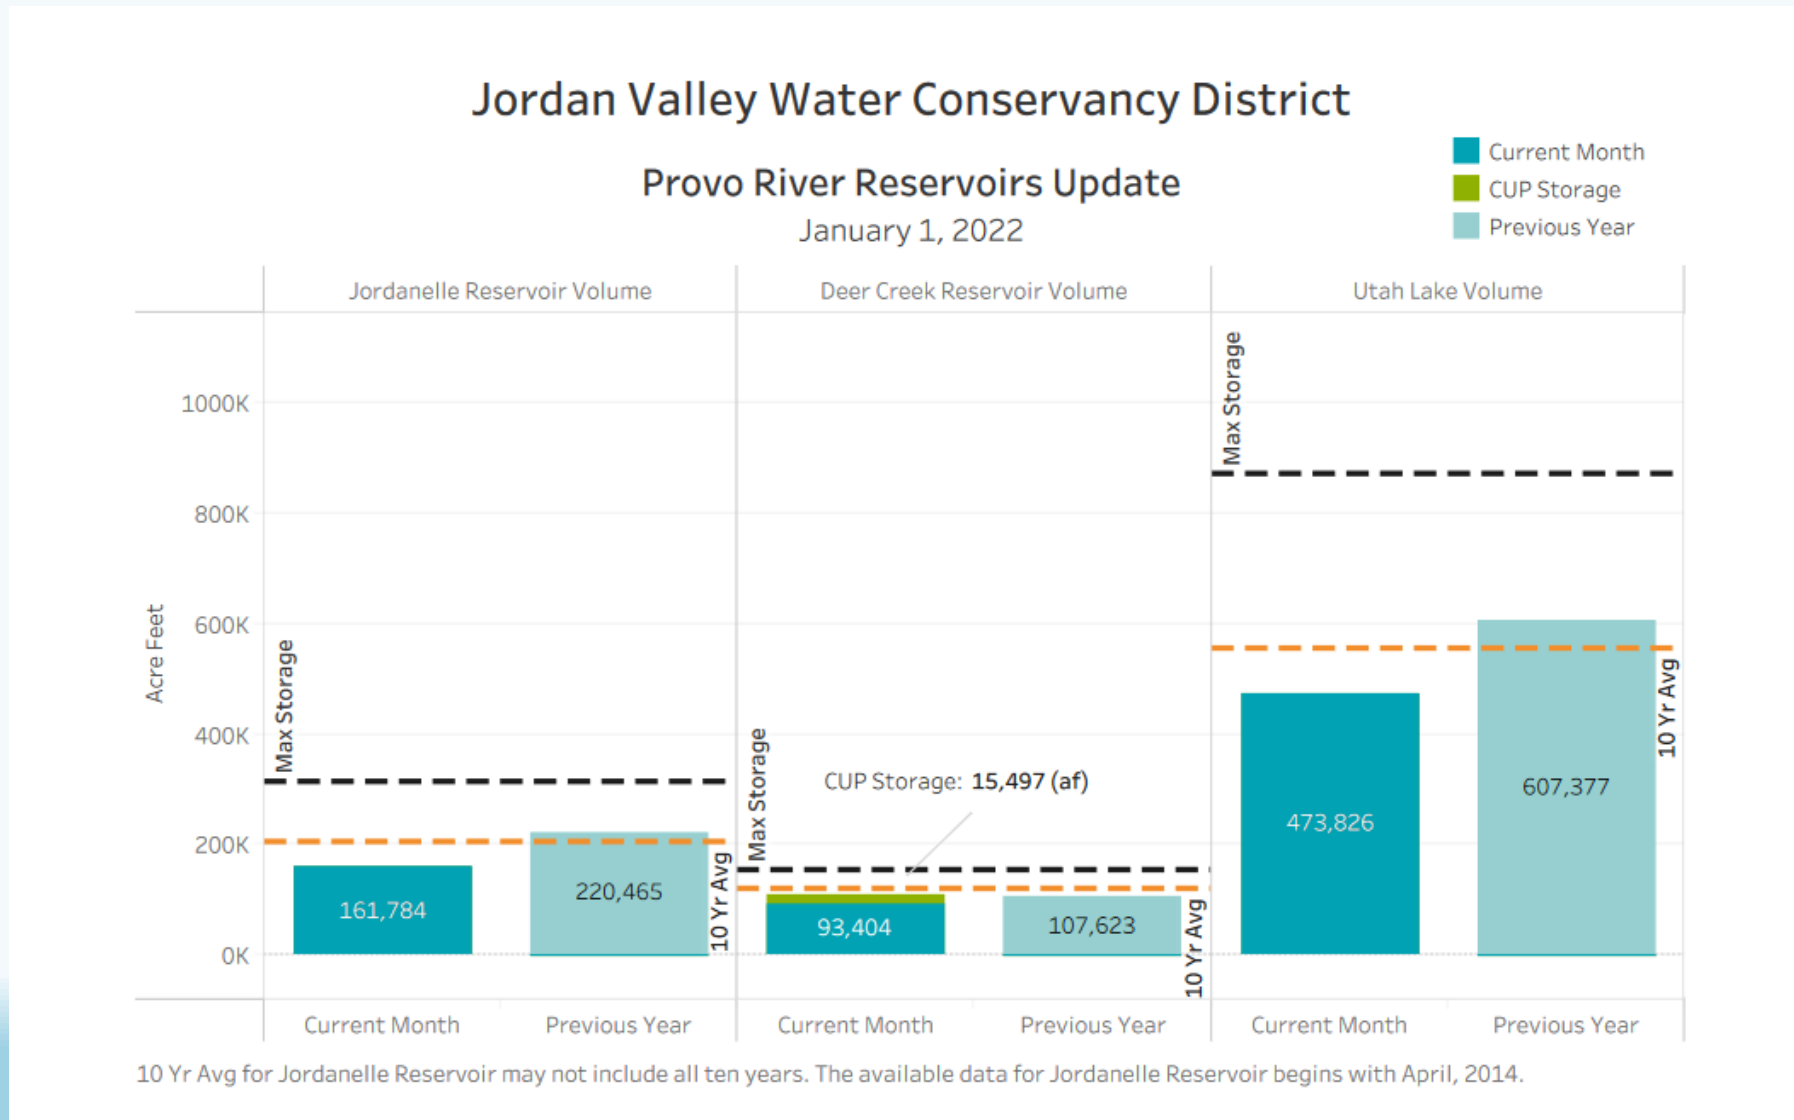 Jordan Valley Water Conservancy District
Provo River Reservoirs Update
January 1, 2022
Current Month
CUP Storage
Previous Year
Jordanelle Reservoir Volume
Deer Creek Reservoir Volume
Utah Lake Volume
Acre Feet
1000K
800K
600K
400K
200K
0K
Max Storage
10 Yr Avg
161,784
220,465
Max Storage
CUP Storage: 15,497 (af)
10 Yr Avg
93,404
107,623
Max Storage
10 Yr Avg
473,826
607,377
Current Month
Previous Year
Current Month
Previous Year
Current Month
Previous Year
10 Yr Avg for Jordanelle Reservoir may not include all ten years. The available data for Jordanelle Reservoir begins with April, 2014.